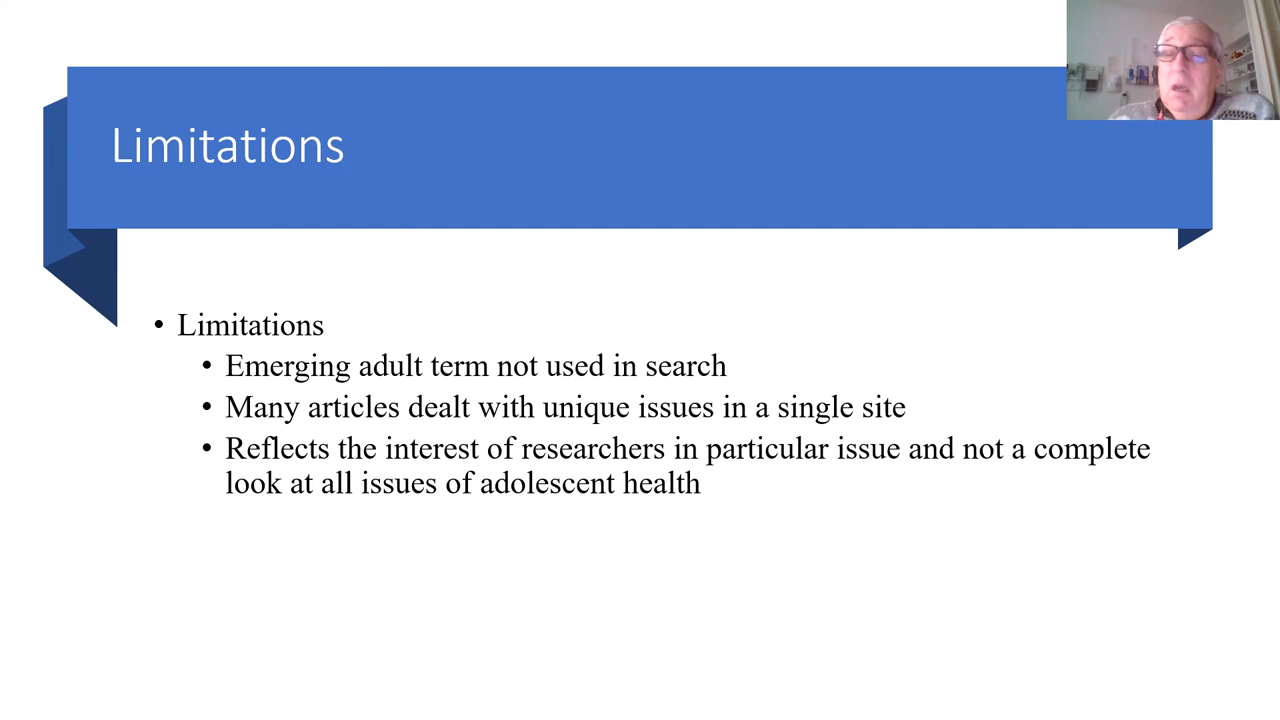 Limitations
• Limitations
• Emerging adult term not used in search
• Many articles dealt with unique issues in a single site
• Reflects the interest of researchers in particular issue and not a complete
look at all issues of adolescent health